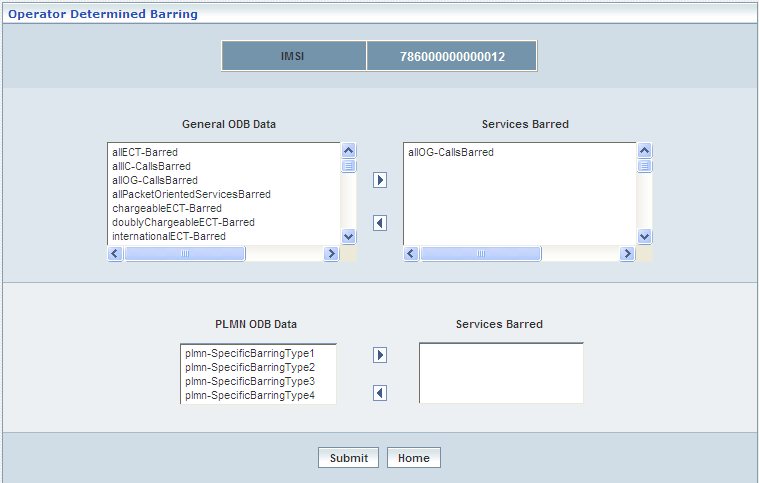 Operator Determined Barring
IMSI 786000000000012
General ODB Data Services Barred
allECT-Barred
allIC-CallsBarred
allOG-CallsBarred
allPacketOrientedServicesBarred
chargeableECT-Barred
doublyChargeableECT-Barred
internationalECT-Barred
allOG-CallsBarred
PLMN ODB Data Services Barred
plmn-SpecificBarringType1
plmn-SpecificBarringType2
plmn-SpecificBarringType3
plmn-SpecificBarringType4
Submit Home